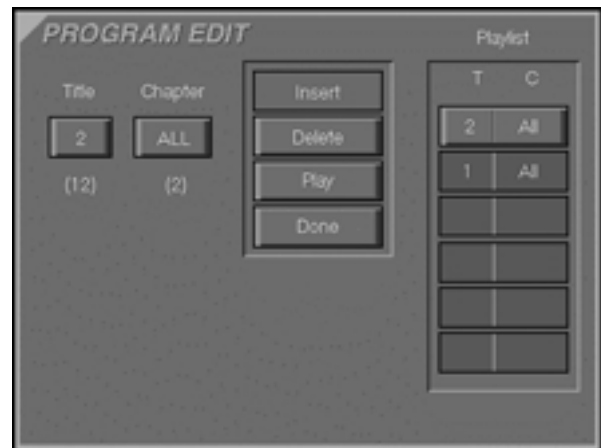 PROGRAM EDIT
Title Chapter
2 ALL
(12) (2)
Insert
Delete
Play
Done
Playlist
T C
2 All
1 All